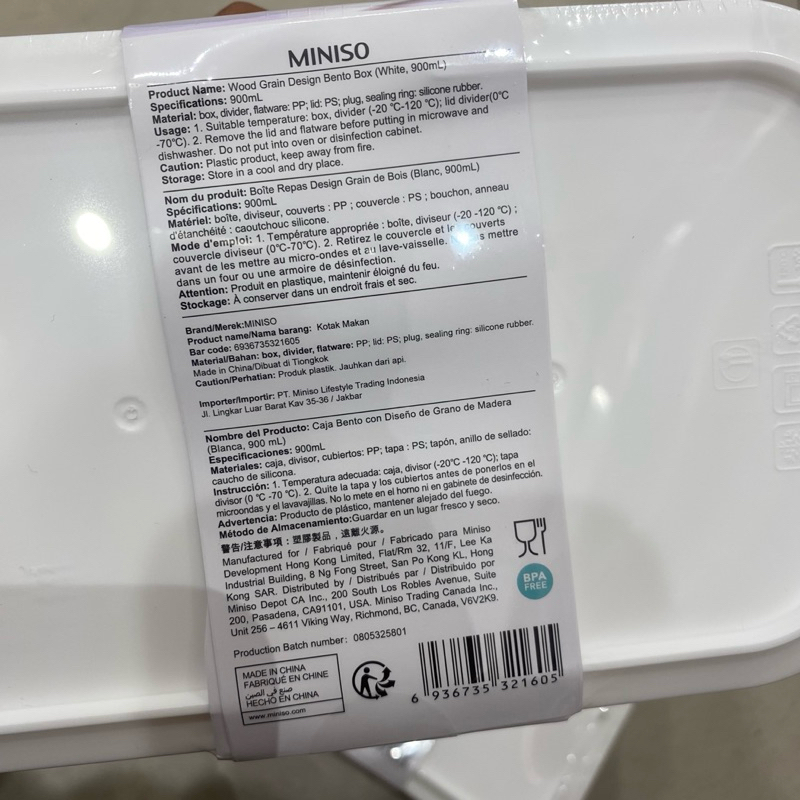 MINISO
Product Name: Wood Grain Design Bento Box (White, 900mL)
Specifications: 900mL
Material: box, divider, flatware: PP; lid: PS; plug, sealing ring: silicone rubber.
Usage: 1. Suitable temperature: box, divider (-20 ℃-120 ℃); lid divider(0℃
-70℃). 2. Remove the lid and flatware before putting in microwave and
dishwasher. Do not put into oven or disinfection cabinet.
Caution: Plastic product, keep away from fire.
Storage: Store in a cool and dry place.
Nom du produit: Boîte Repas Design Grain de Bois (Blanc, 900mL)
Spécifications: 900mL
Matériel: boîte, diviseur, couverts : PP ; couvercle : PS ; bouchon, anneau
d'étanchéité : caoutchouc silicone.
Mode d'emploi: 1. Température appropriée : boîte, diviseur (-20 -120 ℃) ;
couvercle diviseur (0℃-70℃). 2. Retirez le couvercle et couverts
avant de les mettre au micro-ondes et au lave-vaisselle. mettre
dans un four ou une armoire de désinfection.
Attention: Produit en plastique, maintenir éloigné du feu.
Stockage: À conserver dans un endroit frais et sec.
Brand/Merek:MINISO
Product name/Nama barang: Kotak Makan
Bar code: 6936735321605
Material/Bahan: box, divider, flatware: PP; lid: PS; plug, sealing ring: silicone rubber.
Made in China/Dibuat di Tiongkok
Caution/Perhatian: Produk plastik. Jauhkan dari api.
Importer/Importir: PT. Miniso Lifestyle Trading Indonesia
Jl. Lingkar Luar Barat Kav 35-36 / Jakbar
Nombre del Producto: Caja Bento con Diseño de Grano de Madera
(Blanca, 900 mL)
Especificaciones: 900mL
Materiales: caja, divisor, cubiertos: PP; tapa : PS; tapón, anillo de sellado:
caucho de silicona.
Instrucción: 1. Temperatura adecuada: caja, divisor (-20℃ -120 ℃); tapa
divisor (0 ℃ -70 ℃). 2. Quite la tapa y los cubiertos antes de ponerlos en el
microondas y el lavavajillas. No lo mete en el horno ni en gabinete de desinfección.
Advertencia: Producto de plástico, mantener alejado del fuego.
Método de Almacenamiento:Guardar en un lugar fresco y seco.
警告/注意事項：塑膠製品，遠離火源。
Manufactured for / Fabriqué pour / Fabricado para Miniso
Development Hong Kong Limited, Flat/Rm 32, 11/F, Lee Ka
Industrial Building, 8 Ng Fong Street, San Po Kong KL, Hong
Kong SAR. Distributed by / Distribués par / Distribuido por
Miniso Depot CA Inc., 200 South Los Robles Avenue, Suite
200, Pasadena, CA91101, USA. Miniso Trading Canada Inc.,
Unit 256 – 4611 Viking Way, Richmond, BC, Canada, V6V2K9.
BPA
FREE
Production Batch number: 0805325801
MADE IN CHINA
FABRIQUÉ EN CHINE
صنع في الصين
HECHO EN CHINA
www.miniso.com
6 936735 321605